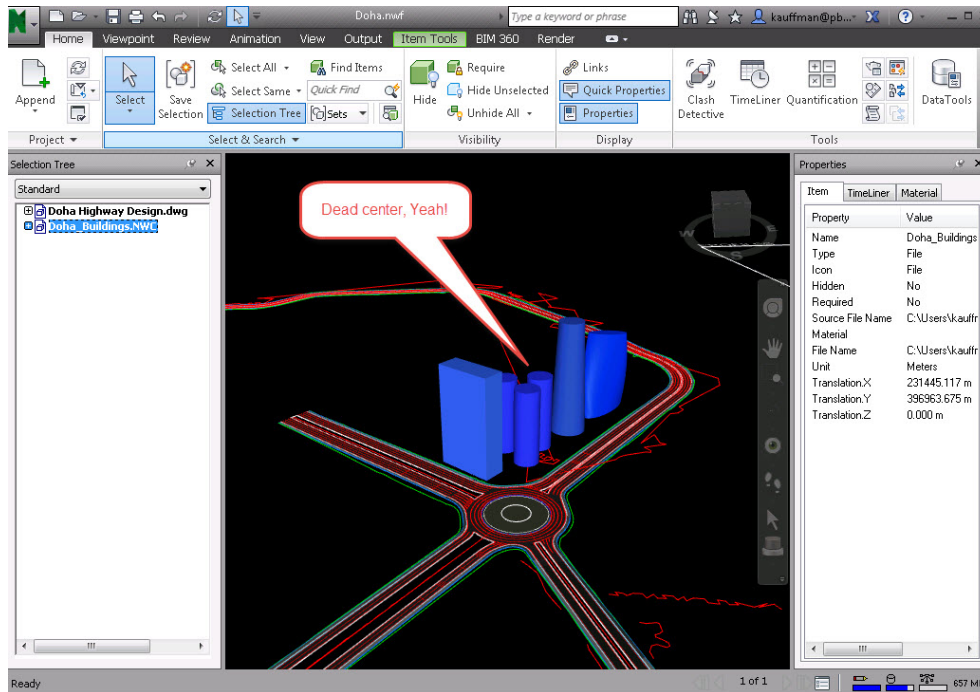 Doha.nwf
Type a keyword or phrase
kauffman@pb...
Home Viewpoint Review Animation View Output Item Tools BIM 360 Render
Append
Select
Save
Selection
Select All
Select Same
Selection Tree
Find Items
Quick Find
Sets
Hide
Require
Hide Unselected
Unhide All
Links
Quick Properties
Properties
Clash
Detective
TimeLiner
Quantification
DataTools
Project
Select & Search
Visibility
Display
Tools
Selection Tree
Standard
Doha Highway Design.dwg
Doha_Buildings.NWC
Dead center, Yeah!
W
S
E
Properties
Item TimeLiner Material
Property Value
Name Doha_Buildings
Type File
Icon File
Hidden No
Required No
Source File Name C:\Users\kauffr
Material
File Name C:\Users\kauffr
Unit Meters
Translation.X 231445.117 m
Translation.Y 396963.675 m
Translation.Z 0.000 m
Ready
1 of 1
657 M